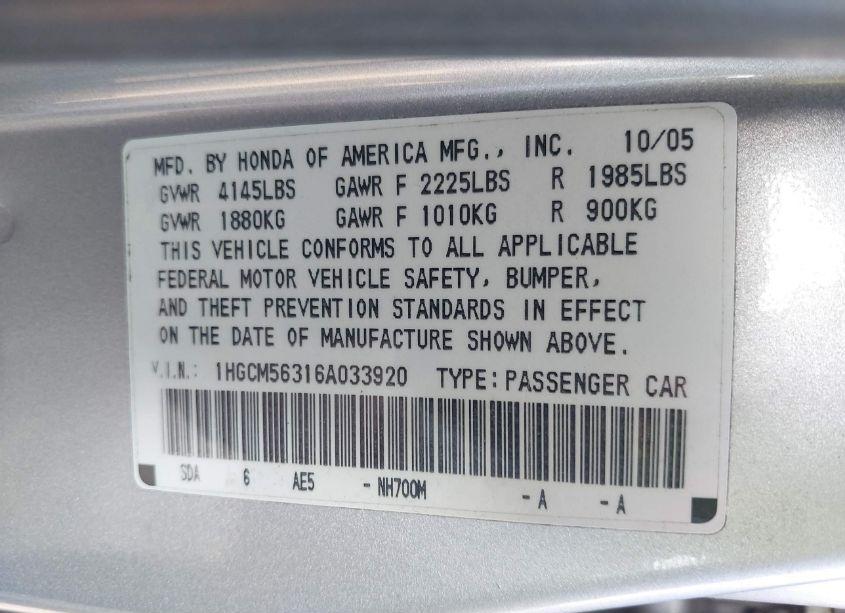 MFD. BY HONDA OF AMERICA MFG., INC. 10/05
GVWR 4145LBS GAWR F 2225LBS R 1985LBS
GVWR 1880KG GAWR F 1010KG R 900KG
THIS VEHICLE CONFORMS TO ALL APPLICABLE
FEDERAL MOTOR VEHICLE SAFETY, BUMPER,
AND THEFT PREVENTION STANDARDS IN EFFECT
ON THE DATE OF MANUFACTURE SHOWN ABOVE.
V.I.N.: 1HGCM56316A033920 TYPE:PASSENGER CAR
SDA 6 AE5 -NH700M -A -A